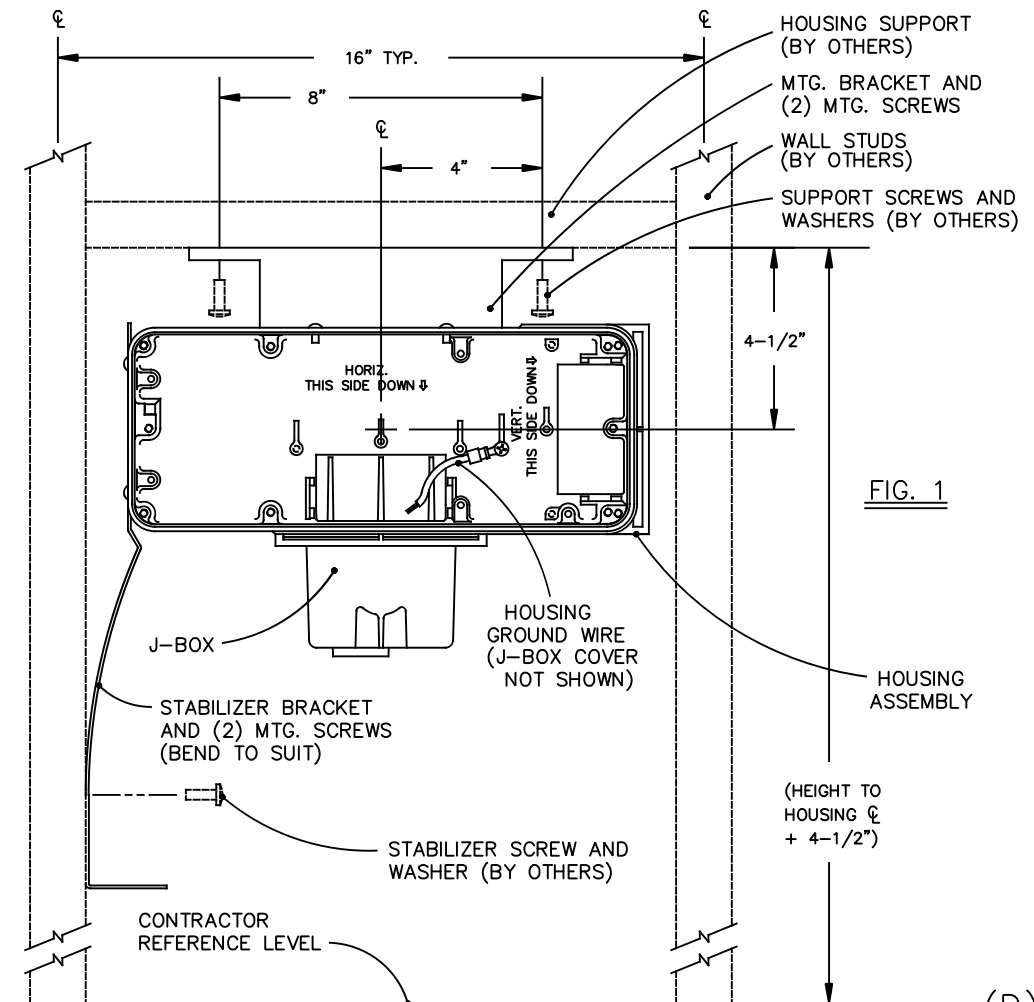 ℄
℄
16" TYP.
8"
℄
4"
HOUSING SUPPORT
(BY OTHERS)
MTG. BRACKET AND
(2) MTG. SCREWS
WALL STUDS
(BY OTHERS)
SUPPORT SCREWS AND
WASHERS (BY OTHERS)
4-1/2"
HORIZ.
THIS SIDE DOWN
VERT.
THIS SIDE DOWN
FIG. 1
J-BOX
HOUSING
GROUND WIRE
(J-BOX COVER
NOT SHOWN)
HOUSING
ASSEMBLY
STABILIZER BRACKET
AND (2) MTG. SCREWS
(BEND TO SUIT)
(HEIGHT TO
HOUSING ℄
+ 4-1/2")
STABILIZER SCREW AND
WASHER (BY OTHERS)
CONTRACTOR
REFERENCE LEVEL